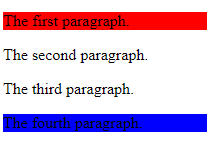 The first paragraph.
The second paragraph.
The third paragraph.
The fourth paragraph.